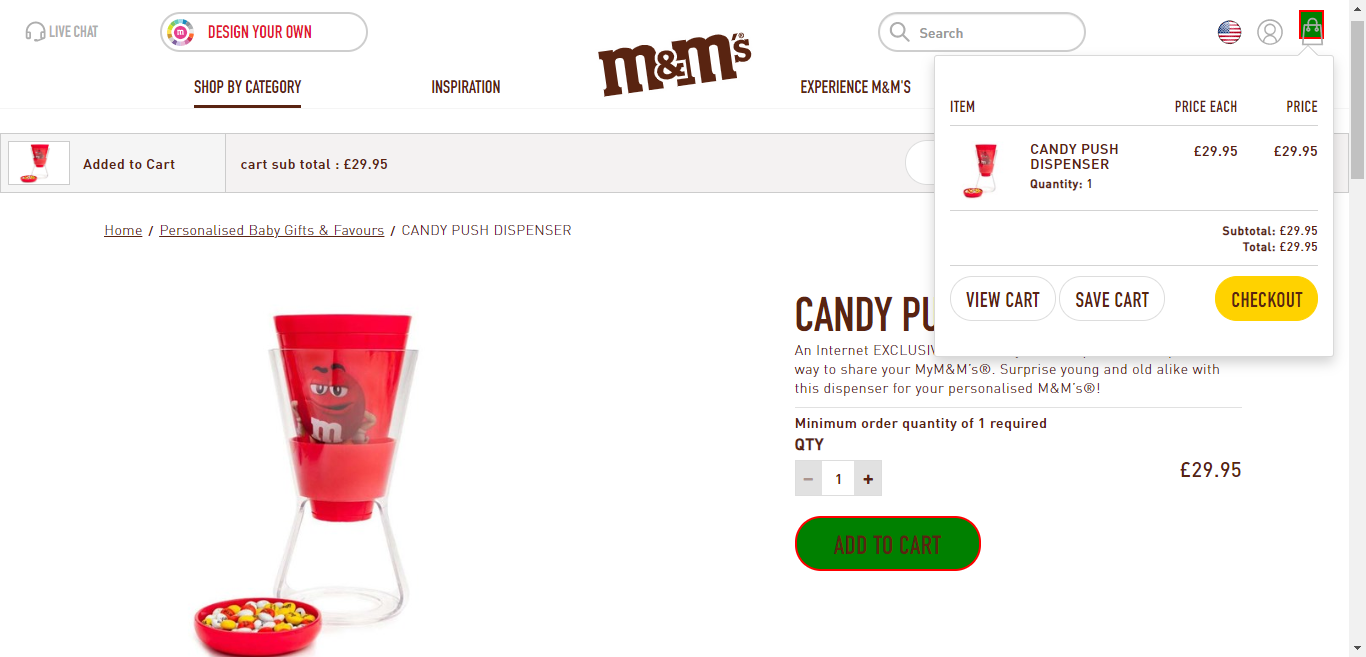 LIVE CHAT
m
DESIGN YOUR OWN
m&m's®
Search
SHOP BY CATEGORY
INSPIRATION
EXPERIENCE M&M'S
ITEM PRICE EACH PRICE
CANDY PUSH DISPENSER £29.95 £29.95
Quantity: 1
Subtotal: £29.95
Total: £29.95
VIEW CART SAVE CART CHECKOUT
Added to Cart
cart sub total : £29.95
Home / Personalised Baby Gifts & Favours / CANDY PUSH DISPENSER
m
CANDY
An Internet
way to share your MyM&M's®. Surprise young and old alike with
this dispenser for your personalised M&M's®!
Minimum order quantity of 1 required
QTY
− 1 +
£29.95
ADD TO CART